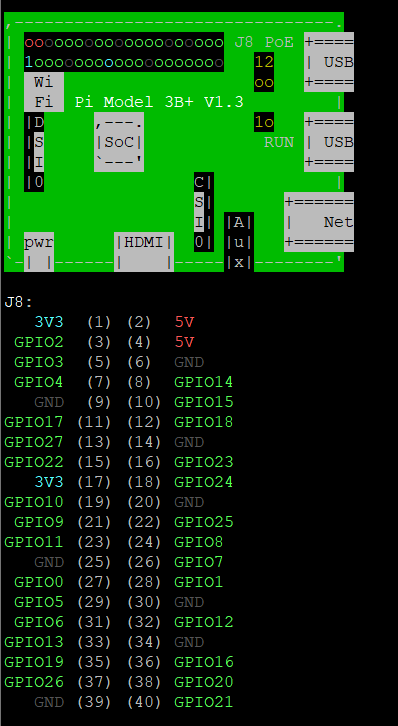 ,--------------------------------.
| oooooooooooooooooooo J8 PoE +====
| 1ooooooooooooooooooo   12   | USB
|  Wi                    oo   +====
|  Fi  Pi Model 3B+ V1.3         |
| |D     ,---.           1o   +====
| |S     |SoC|            RUN | USB
| |I     `---'                +====
| |0               C|            |
|                  S|       +======
|                  I| |A|   |   Net
| pwr      |HDMI|  0| |u|   +======
`-| |------|    |-----|x|--------'

J8:
   3V3  (1) (2)  5V
 GPIO2  (3) (4)  5V
 GPIO3  (5) (6)  GND
 GPIO4  (7) (8)  GPIO14
   GND  (9) (10) GPIO15
GPIO17 (11) (12) GPIO18
GPIO27 (13) (14) GND
GPIO22 (15) (16) GPIO23
   3V3 (17) (18) GPIO24
GPIO10 (19) (20) GND
 GPIO9 (21) (22) GPIO25
GPIO11 (23) (24) GPIO8
   GND (25) (26) GPIO7
 GPIO0 (27) (28) GPIO1
 GPIO5 (29) (30) GND
 GPIO6 (31) (32) GPIO12
GPIO13 (33) (34) GND
GPIO19 (35) (36) GPIO16
GPIO26 (37) (38) GPIO20
   GND (39) (40) GPIO21